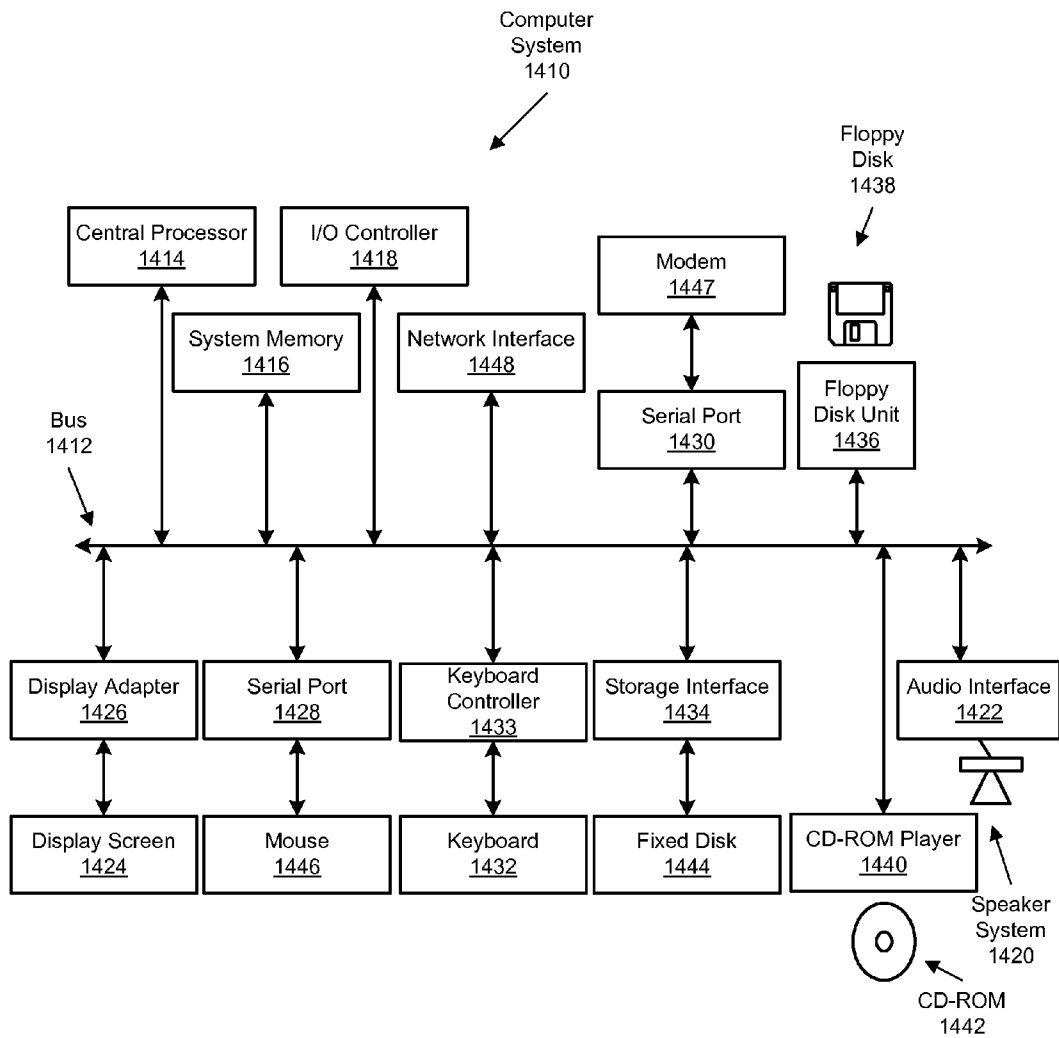 Computer
System
1410
Floppy
Disk
1438
Central Processor
1414
I/O Controller
1418
Modem
1447
System Memory
1416
Network Interface
1448
Serial Port
1430
Floppy
Disk Unit
1436
Bus
1412
Display Adapter
1426
Serial Port
1428
Keyboard
Controller
1433
Storage Interface
1434
Audio Interface
1422
Display Screen
1424
Mouse
1446
Keyboard
1432
Fixed Disk
1444
CD-ROM Player
1440
Speaker
System
1420
CD-ROM
1442